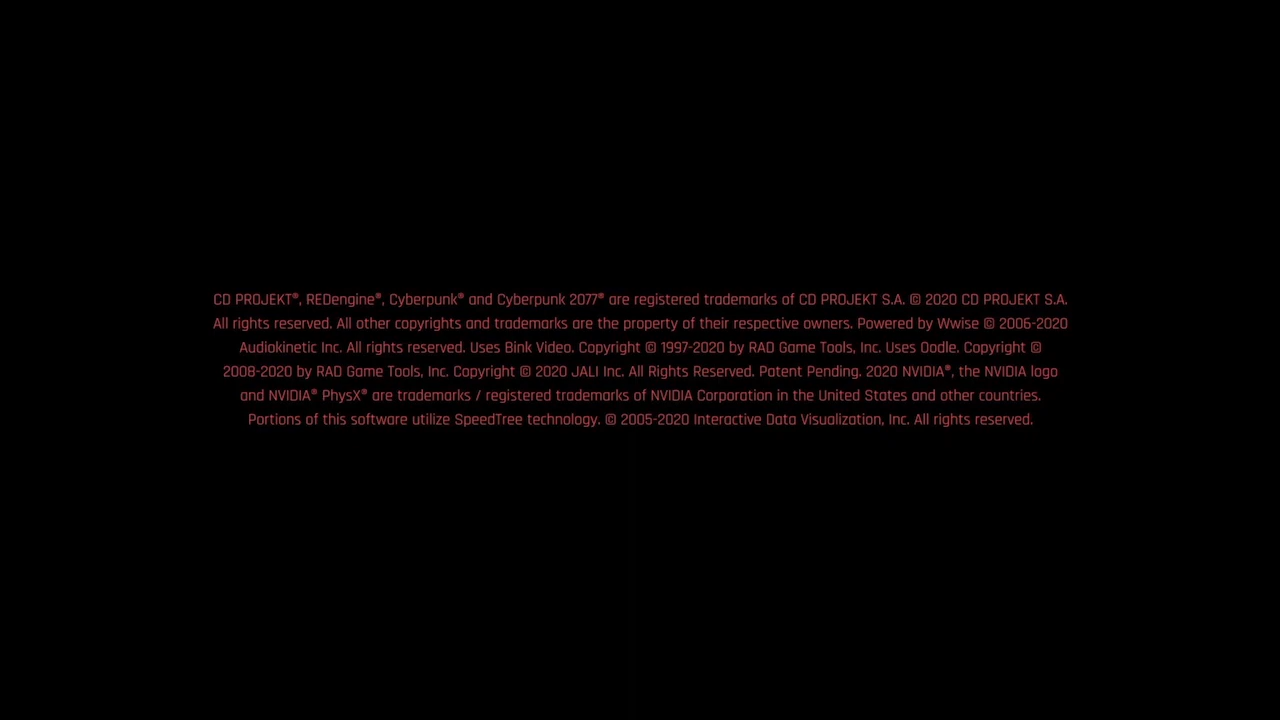 CD PROJEKT®, REDengine®, Cyberpunk® and Cyberpunk 2077® are registered trademarks of CD PROJEKT S.A. © 2020 CD PROJEKT S.A.
All rights reserved. All other copyrights and trademarks are the property of their respective owners. Powered by Wwise © 2006-2020
Audiokinetic Inc. All rights reserved. Uses Bink Video. Copyright © 1997-2020 by RAD Game Tools, Inc. Uses Oodle. Copyright ©
2008-2020 by RAD Game Tools, Inc. Copyright © 2020 JALI Inc. All Rights Reserved. Patent Pending. 2020 NVIDIA®, the NVIDIA logo
and NVIDIA® PhysX® are trademarks / registered trademarks of NVIDIA Corporation in the United States and other countries.
Portions of this software utilize SpeedTree technology. © 2005-2020 Interactive Data Visualization, Inc. All rights reserved.